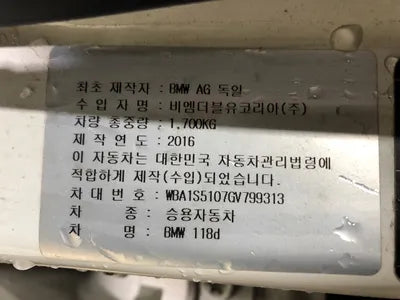 최초 제작자 : BMW AG 독일
수 입 자 명 : 비엠더블유코리아(주)
차량 총중량 : 1,700KG
제 작 연 도 : 2016
이 자동차는 대한민국 자동차관리법령에
적합하게 제작(수입)되었습니다.
차 대 번 호 : WBA1S5107GV799313
차 종 : 승용자동차
차 명 : BMW 118d